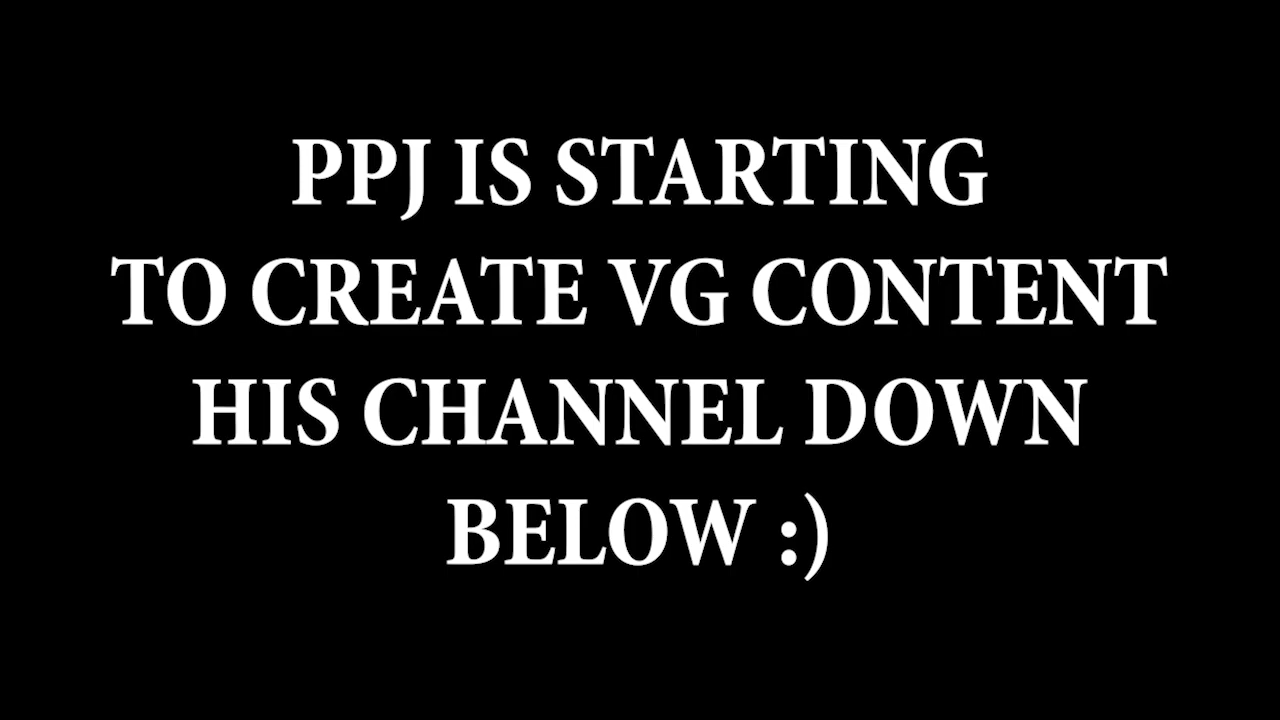 PPJ IS STARTING
TO CREATE VG CONTENT
HIS CHANNEL DOWN
BELOW :)